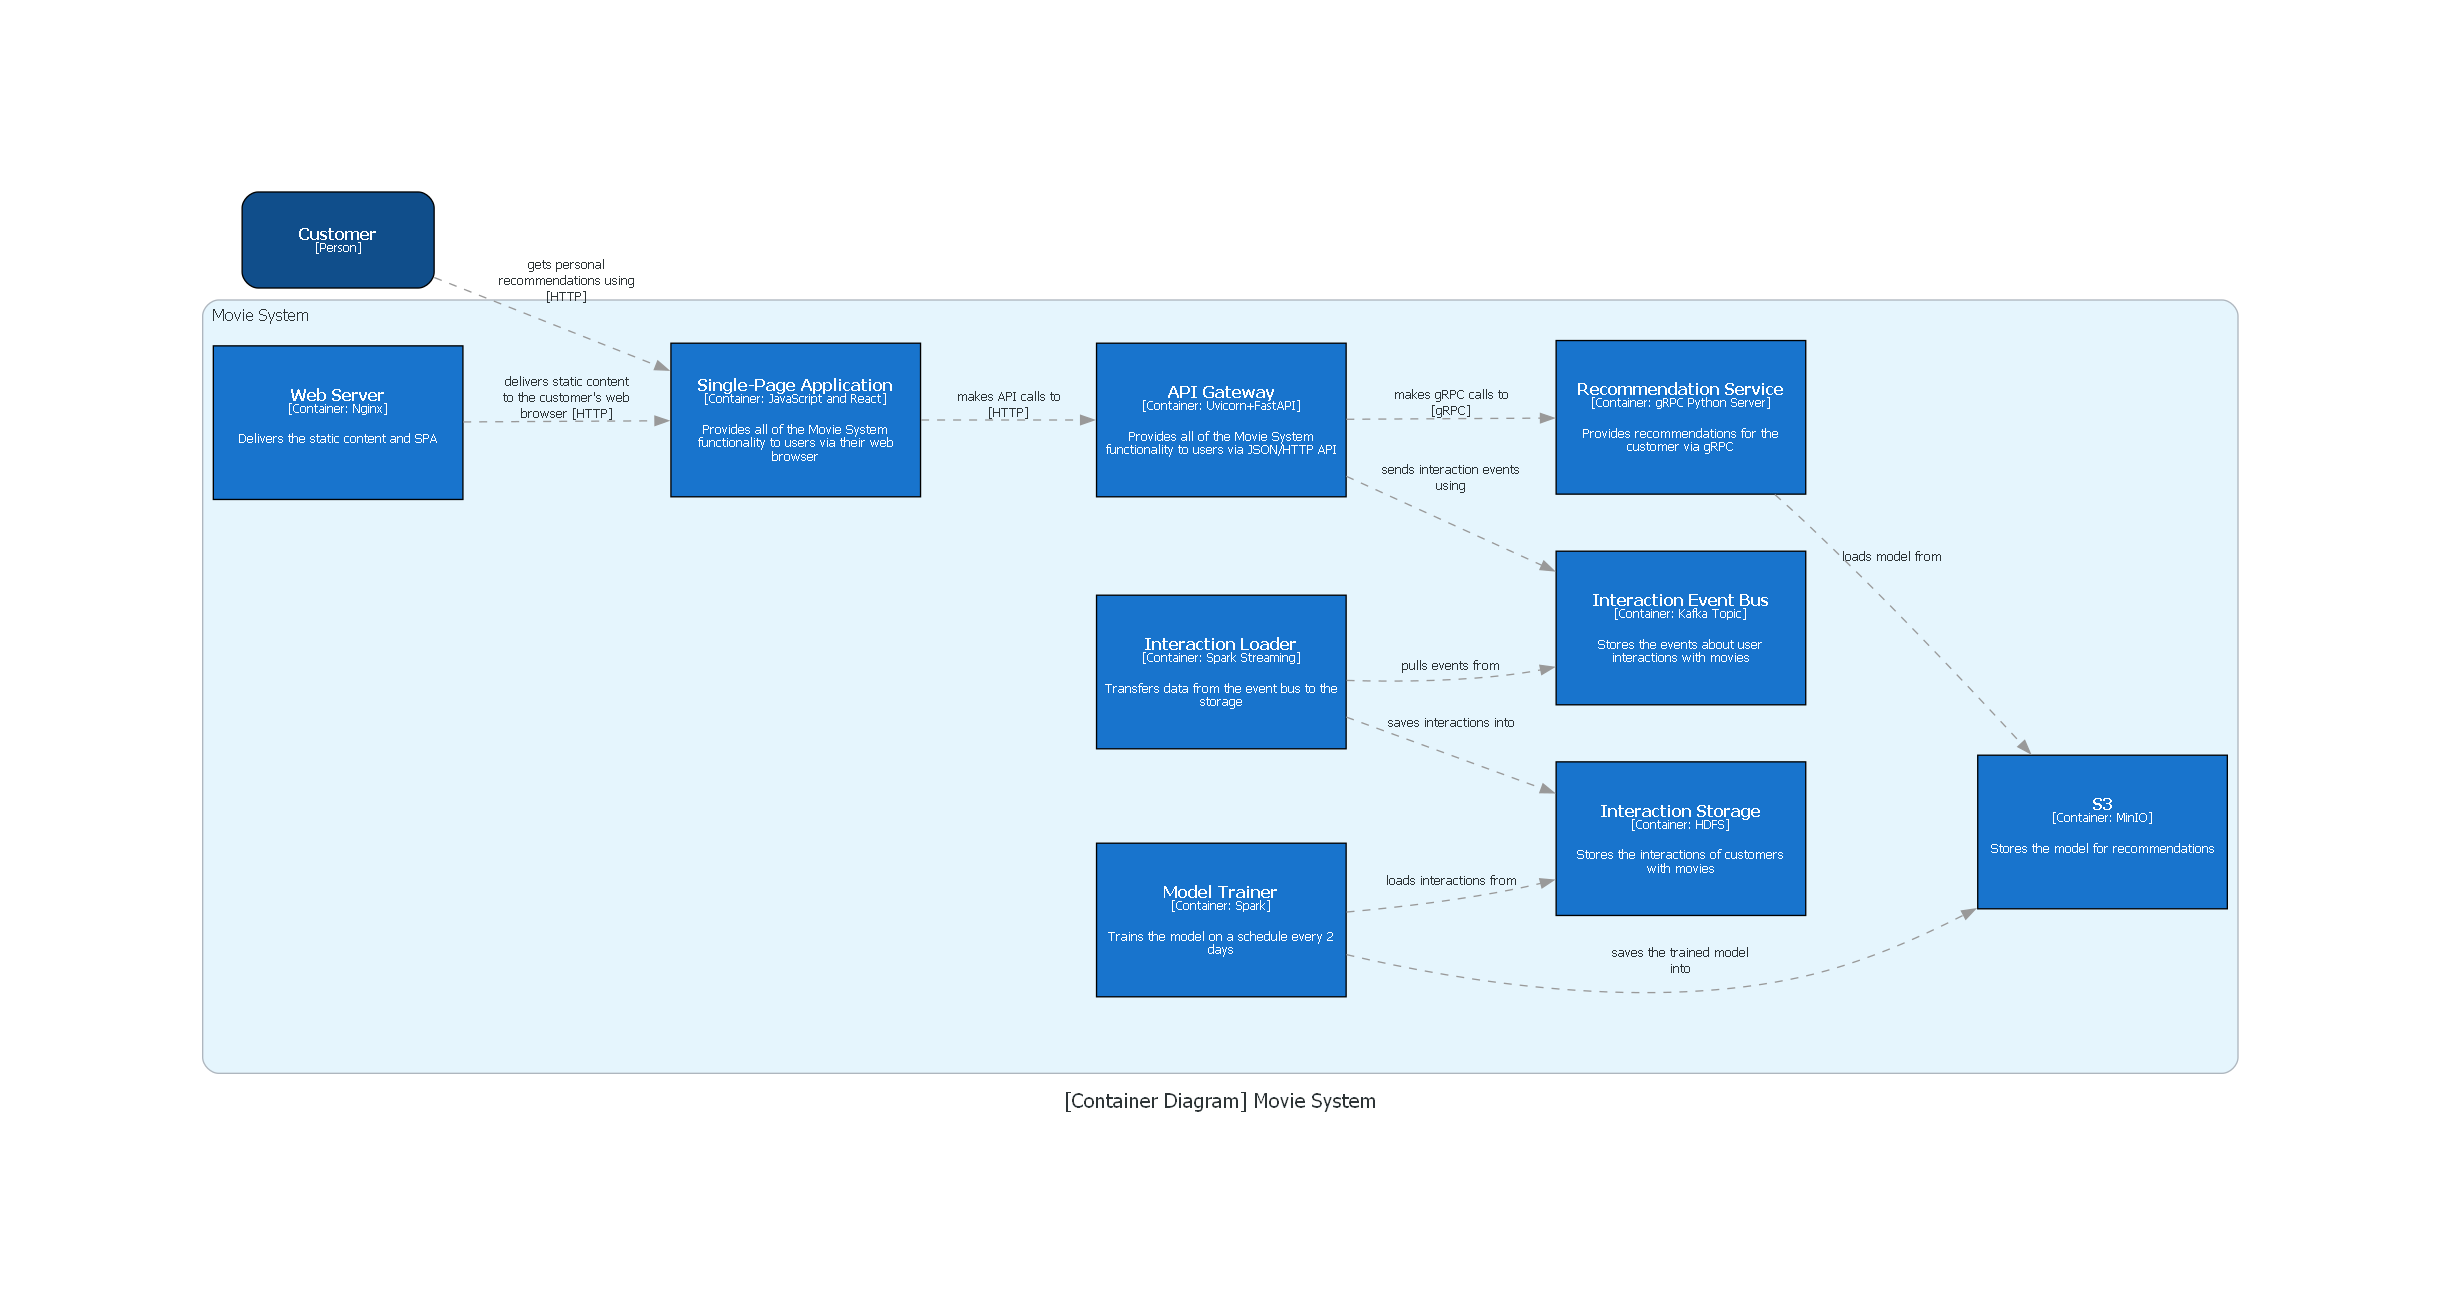 Customer
[Person]
gets personal
recommendations using
[HTTP]
Movie System
Web Server
[Container: Nginx]
Delivers the static content and SPA
delivers static content
to the customer's web
browser [HTTP]
Single-Page Application
[Container: JavaScript and React]
Provides all of the Movie System
functionality to users via their web
browser
makes API calls to
[HTTP]
API Gateway
[Container: Uvicorn+FastAPI]
Provides all of the Movie System
functionality to users via JSON/HTTP API
makes gRPC calls to
[gRPC]
Recommendation Service
[Container: gRPC Python Server]
Provides recommendations for the
customer via gRPC
sends interaction events
using
loads model from
Interaction Event Bus
[Container: Kafka Topic]
Stores the events about user
interactions with movies
Interaction Loader
[Container: Spark Streaming]
Transfers data from the event bus to the
storage
pulls events from
saves interactions into
Interaction Storage
[Container: HDFS]
Stores the interactions of customers
with movies
S3
[Container: MinIO]
Stores the model for recommendations
Model Trainer
[Container: Spark]
Trains the model on a schedule every 2
days
loads interactions from
saves the trained model
into
[Container Diagram] Movie System